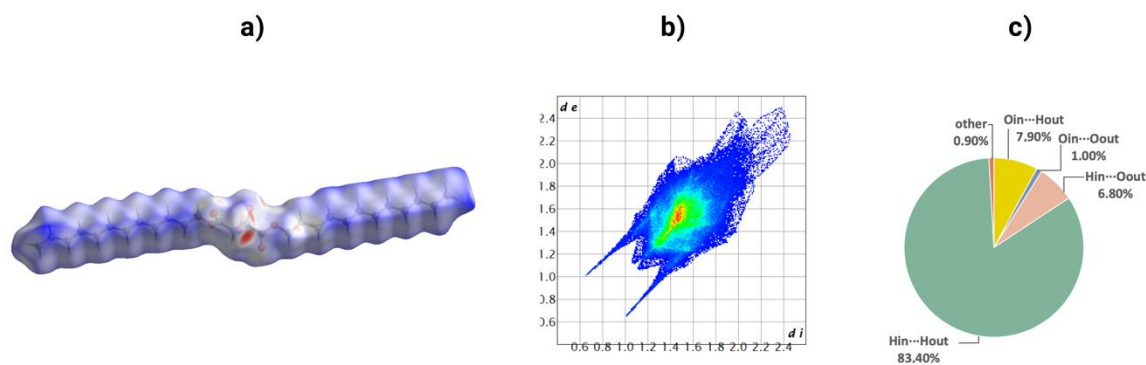 a)
b)
c)
d e
2.4
2.2
2.0
1.8
1.6
1.4
1.2
1.0
0.8
0.6
d i
0.6 0.8 1.0 1.2 1.4 1.6 1.8 2.0 2.2 2.4
other
0.90%
Oin···Hout
7.90%
Oin···Oout
1.00%
Hin···Oout
6.80%
Hin···Hout
83.40%